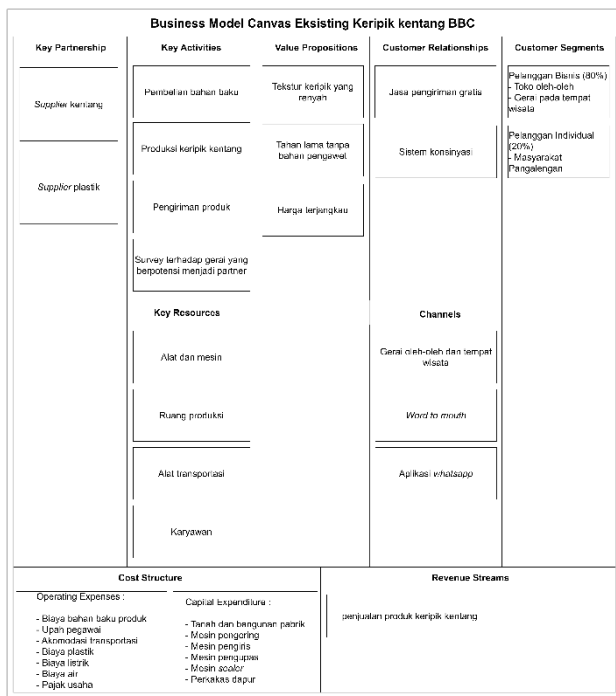 Business Model Canvas Eksisting Keripik kentang BBC
Key Partnership
Supplier kentang
Supplier plastik
Key Activities
Pembelian bahan baku
Produksi keripik kentang
Pengiriman produk
Survey terhadap gerai yang
berpotensi menjadi partner
Key Resources
Alat dan mesin
Ruang produksi
Alat transportasi
Karyawan
Value Propositions
Tekstur keripik yang
renyah
Tahan lama tanpa
bahan pengawet
Harga terjangkau
Customer Relationships
Jasa pengiriman gratis
Sistem konsinyasi
Channels
Gerai oleh-oleh dan tempat
wisata
Word to mouth
Aplikasi whatsapp
Customer Segments
Pelanggan Bisnis (80%)
- Toko oleh-oleh
- Gerai pada tempat
wisata
Pelanggan Individual
(20%)
- Masyarakat
Pangalengan
Cost Structure
Operating Expenses :
- Biaya bahan baku produk
- Upah pegawai
- Akomodasi transportasi
- Biaya plastik
- Biaya listrik
- Biaya air
- Pajak usaha
Capital Expenditure :
- Tanah dan bangunan pabrik
- Mesin pengering
- Mesin pengiris
- Mesin pengupas
- Mesin sealer
- Perkakas dapur
Revenue Streams
penjualan produk keripik kentang